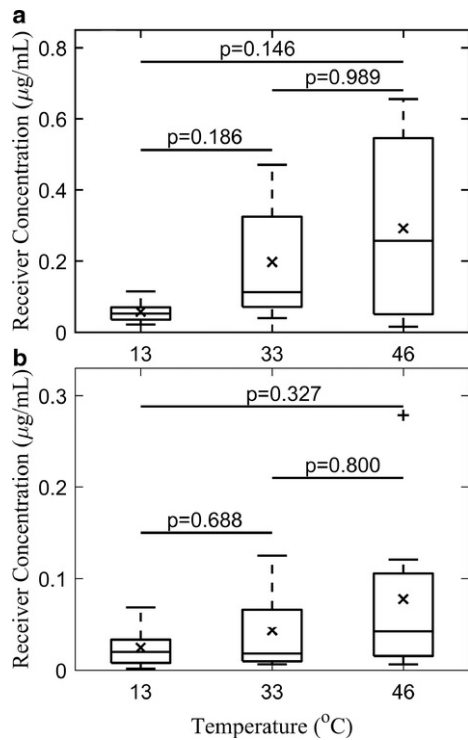 a
Receiver Concentration (μg/mL)
0.8
0.6
0.4
0.2
0
p=0.146
p=0.989
p=0.186
13 33 46
b
Receiver Concentration (μg/mL)
0.3
0.2
0.1
0
p=0.327
p=0.800
p=0.688
13 33 46
Temperature (°C)